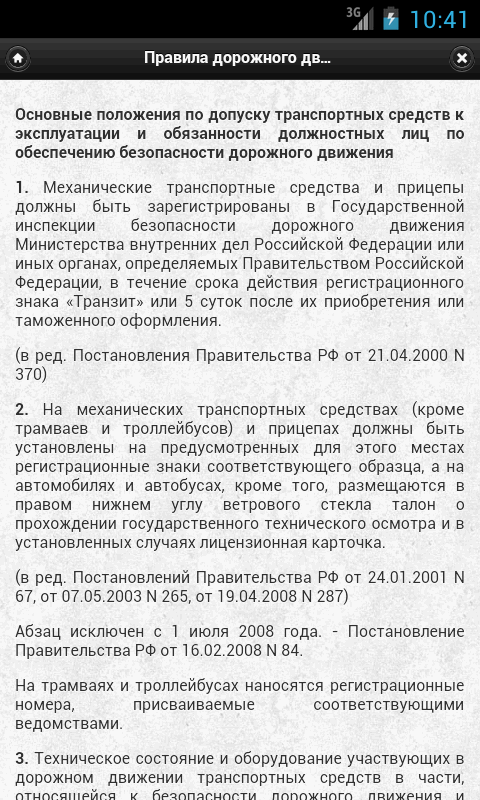 3G
10:41
Правила дорожного дв...
Основные положения по допуску транспортных средств к
эксплуатации и обязанности должностных лиц по
обеспечению безопасности дорожного движения
1. Механические транспортные средства и прицепы
должны быть зарегистрированы в Государственной
инспекции безопасности дорожного движения
Министерства внутренних дел Российской Федерации или
иных органах, определяемых Правительством Российской
Федерации, в течение срока действия регистрационного
знака «Транзит» или 5 суток после их приобретения или
таможенного оформления.
(в ред. Постановления Правительства РФ от 21.04.2000 N
370)
2. На механических транспортных средствах (кроме
трамваев и троллейбусов) и прицепах должны быть
установлены на предусмотренных для этого местах
регистрационные знаки соответствующего образца, а на
автомобилях и автобусах, кроме того, размещаются в
правом нижнем углу ветрового стекла талон о
прохождении государственного технического осмотра и в
установленных случаях лицензионная карточка.
(в ред. Постановлений Правительства РФ от 24.01.2001 N
67, от 07.05.2003 N 265, от 19.04.2008 N 287)
Абзац исключен с 1 июля 2008 года. - Постановление
Правительства РФ от 16.02.2008 N 84.
На трамваях и троллейбусах наносятся регистрационные
номера, присваиваемые соответствующими
ведомствами.
3. Техническое состояние и оборудование участвующих в
дорожном движении транспортных средств в части,
относящейся к безопасности дорожного движения и